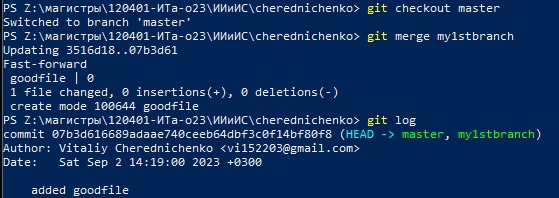 PS Z:\магистры\120401-ИТа-о23\ИИиИС\cherednichenko> git checkout master
Switched to branch 'master'
PS Z:\магистры\120401-ИТа-о23\ИИиИС\cherednichenko> git merge my1stbranch
Updating 3516d18..07b3d61
Fast-forward
 goodfile | 0
 1 file changed, 0 insertions(+), 0 deletions(-)
 create mode 100644 goodfile
PS Z:\магистры\120401-ИТа-о23\ИИиИС\cherednichenko> git log
commit 07b3d616689adaae740ceeb64dbf3c0f14bf80f8 (HEAD -> master, my1stbranch)
Author: Vitaliy Cherednichenko <vi152203@gmail.com>
Date:   Sat Sep 2 14:19:00 2023 +0300
    added goodfile